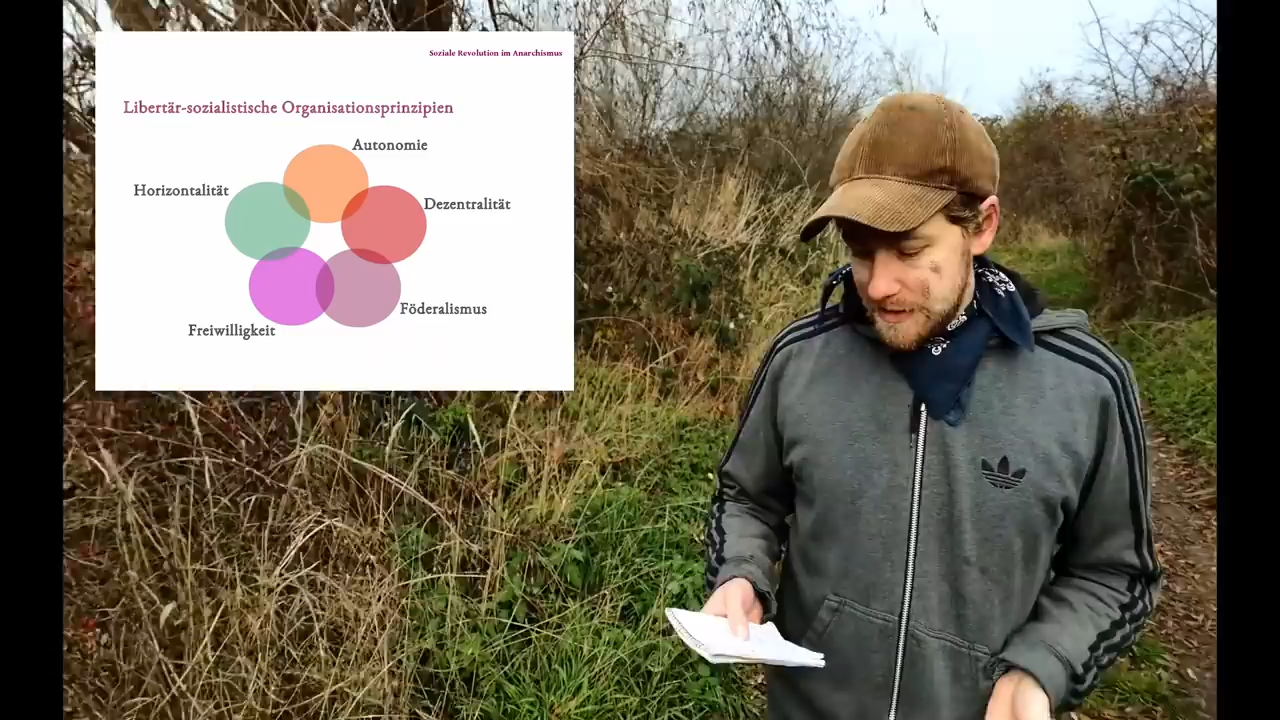 Soziale Revolution im Anarchismus
Libertär-sozialistische Organisationsprinzipien
Autonomie
Horizontalität
Dezentralität
Föderalismus
Freiwilligkeit